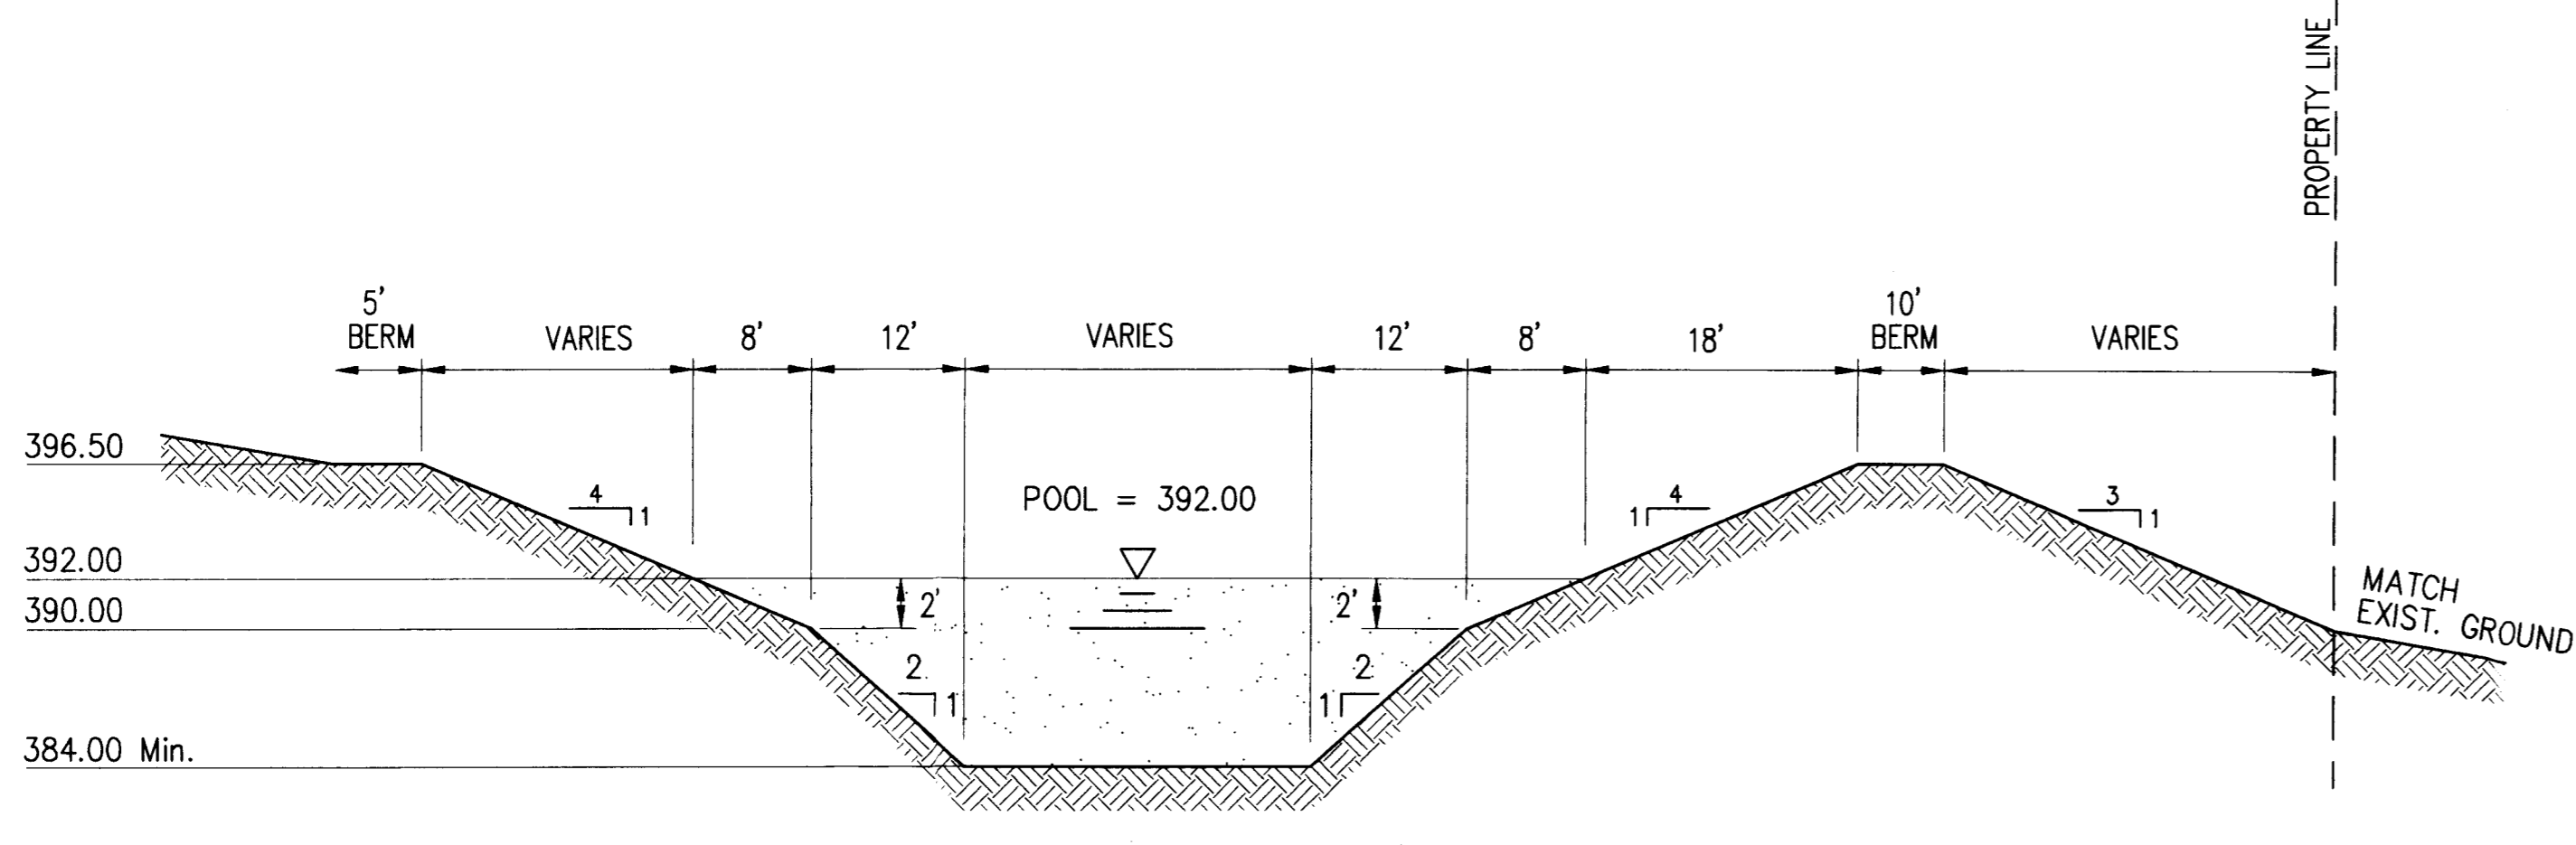 PROPERTY LINE
5'
BERM
VARIES
8'
12'
VARIES
12'
8'
18'
10'
BERM
VARIES
396.50
4
1
POOL = 392.00
1
4
3
1
392.00
2'
2'
MATCH
EXIST. GROUND
390.00
2
1
1
2
384.00 Min.